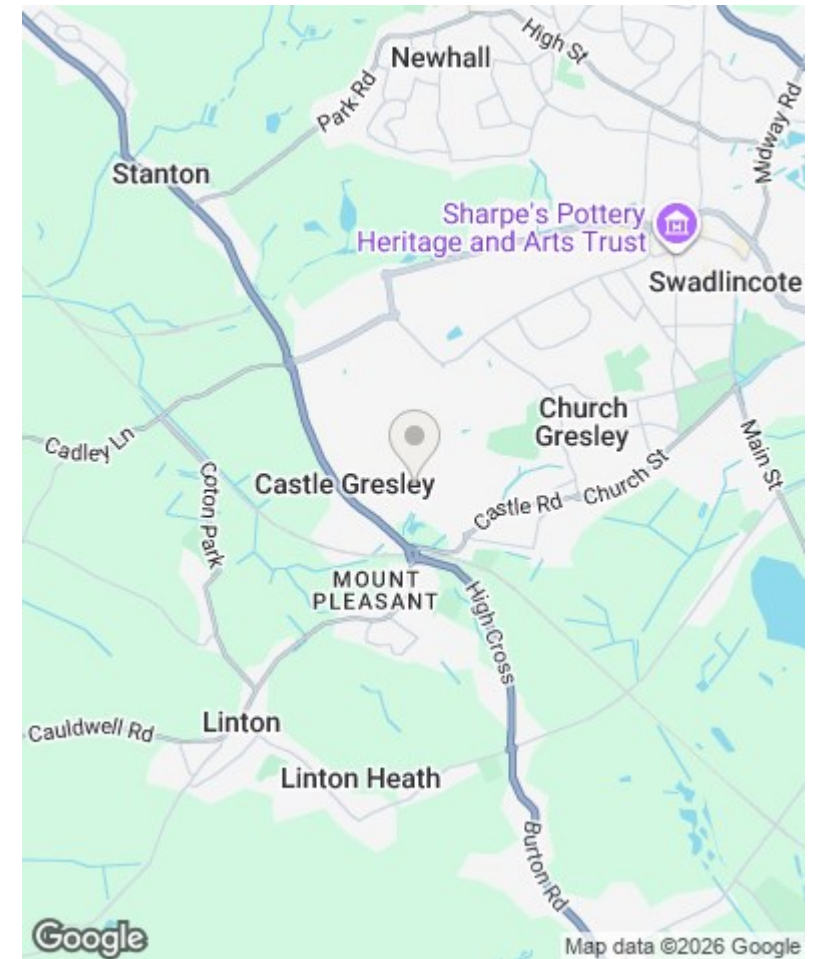 High St
Newhall
Park Rd
Midway Rd
Stanton
Sharpe's Pottery
Heritage and Arts Trust
Swadlincote
Church
Gresley
Cadley Ln
Main St
Castle Gresley
Coton Park
Castle Rd
Church St
MOUNT
PLEASANT
High Cross
Linton
Cauldwell Rd
Linton Heath
Burton Rd
Google
Map data ©2026 Google